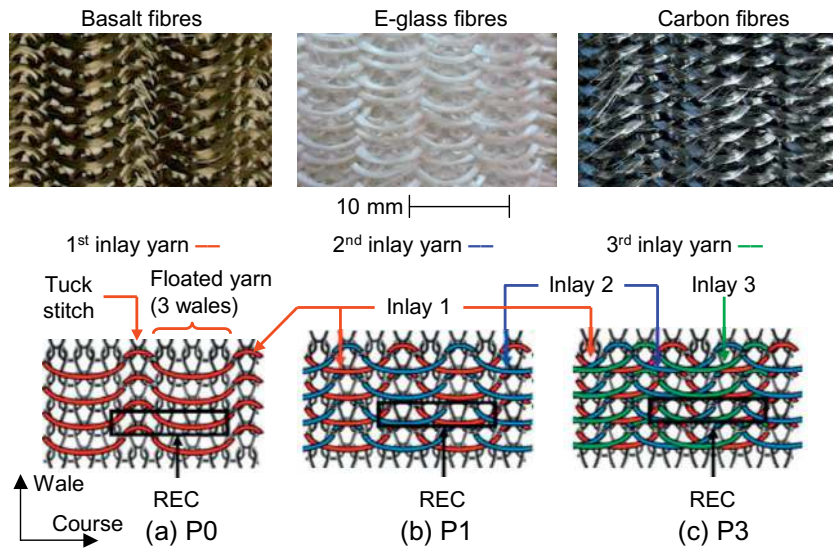 Basalt fibres
E-glass fibres
Carbon fibres
10 mm
1st inlay yarn
2nd inlay yarn
3rd inlay yarn
Tuck
stitch
Floated yarn
(3 wales)
Inlay 1
Inlay 2
Inlay 3
REC
REC
REC
Wale
Course
(a) P0
(b) P1
(c) P3